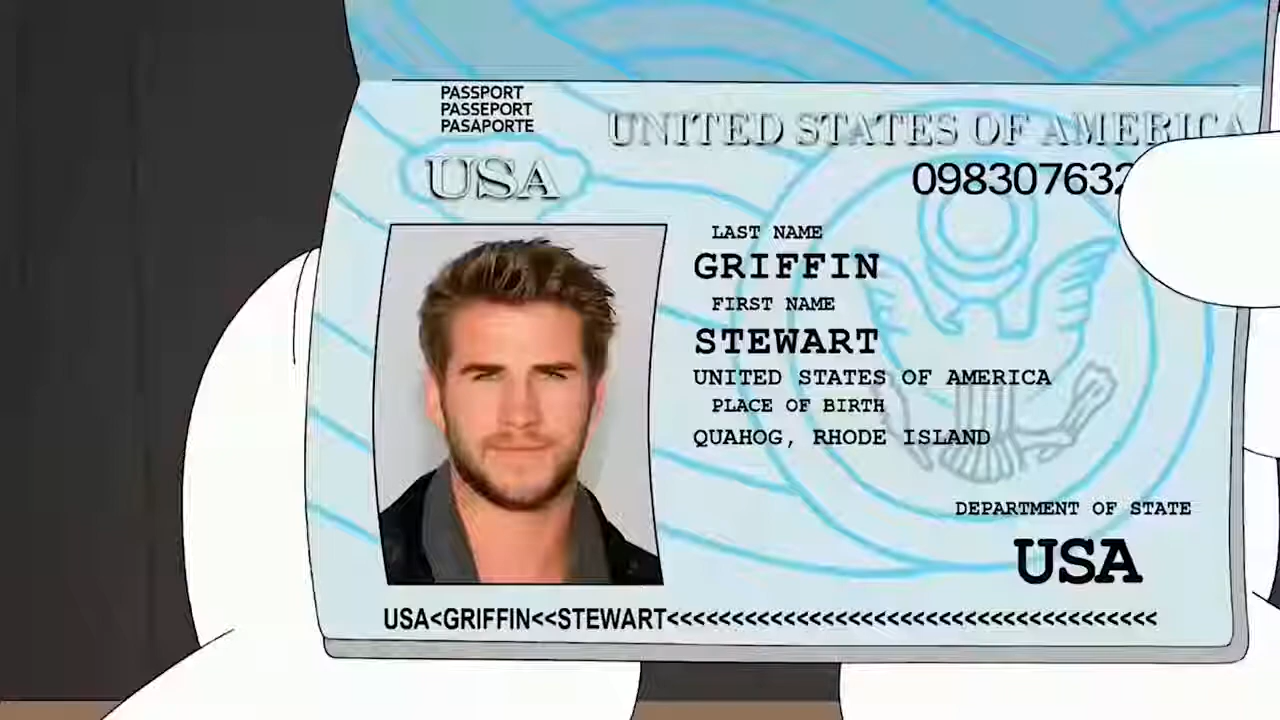 PASSPORT
PASSEPORT
PASAPORTE
USA
UNITED STATES OF AMERICA
098307632
LAST NAME
GRIFFIN
FIRST NAME
STEWART
UNITED STATES OF AMERICA
PLACE OF BIRTH
QUAHOG, RHODE ISLAND
DEPARTMENT OF STATE
USA
USA<GRIFFIN<<STEWART<<<<<<<<<<<<<<<<<<<<<<<<<<<<<<<<<<<<<<